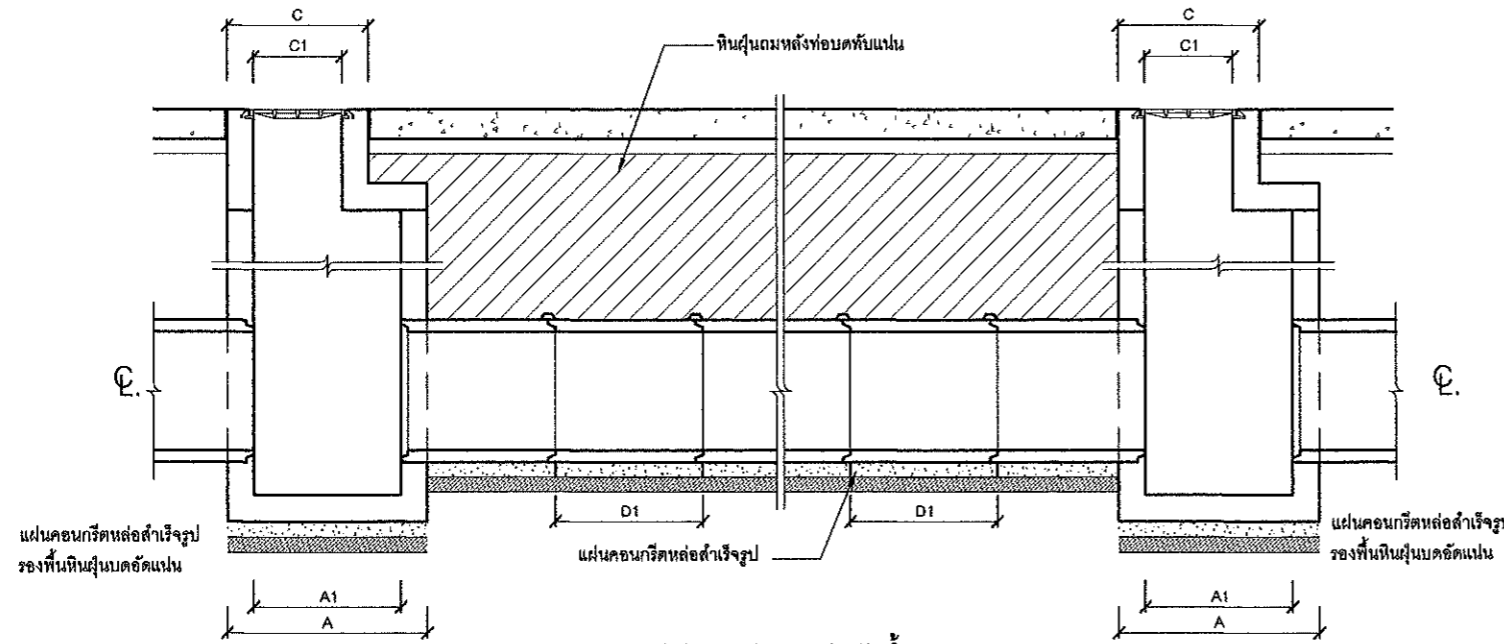 C
C1
C
C1
หินฝุ่นถมหลังท่อบดทับแน่น
℄.
℄.
D1
D1
แผ่นคอนกรีตหล่อสำเร็จรูป
รองพื้นหินฝุ่นบดอัดแน่น
แผ่นคอนกรีตหล่อสำเร็จรูป
แผ่นคอนกรีตหล่อสำเร็จรูป
รองพื้นหินฝุ่นบดอัดแน่น
A1
A
A1
A